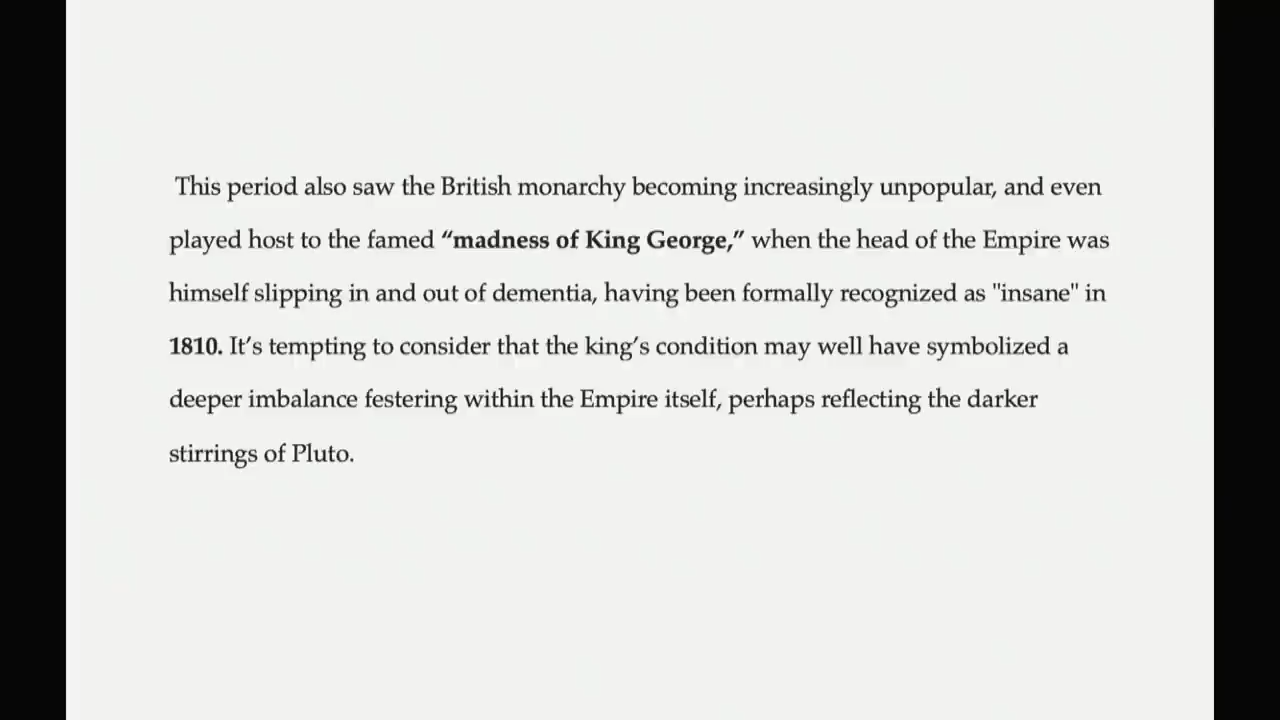 This period also saw the British monarchy becoming increasingly unpopular, and even
played host to the famed “madness of King George,” when the head of the Empire was
himself slipping in and out of dementia, having been formally recognized as "insane" in
1810. It’s tempting to consider that the king’s condition may well have symbolized a
deeper imbalance festering within the Empire itself, perhaps reflecting the darker
stirrings of Pluto.